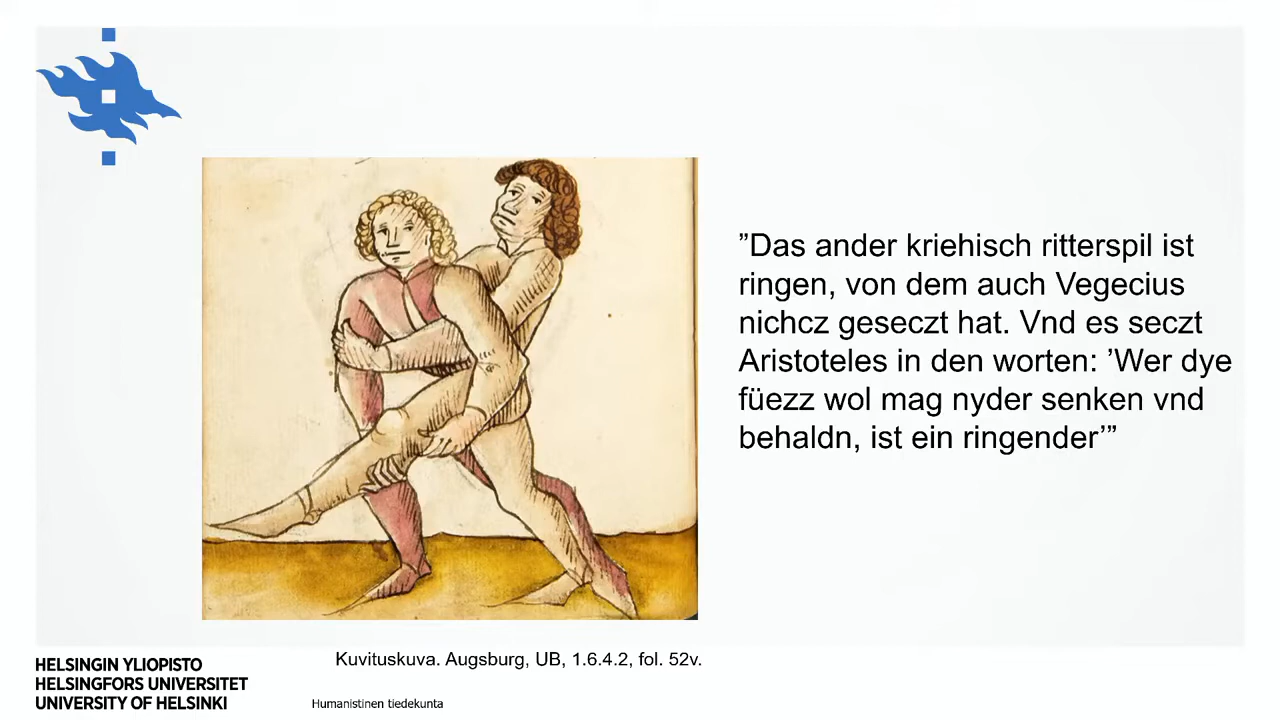 ”Das ander kriehisch ritterspil ist
ringen, von dem auch Vegecius
nichcz geseczt hat. Vnd es seczt
Aristoteles in den worten: ’Wer dye
füezz wol mag nyder senken vnd
behaldn, ist ein ringender’”
Kuvituskuva. Augsburg, UB, 1.6.4.2, fol. 52v.
HELSINGIN YLIOPISTO
HELSINGFORS UNIVERSITET
UNIVERSITY OF HELSINKI
Humanistinen tiedekunta